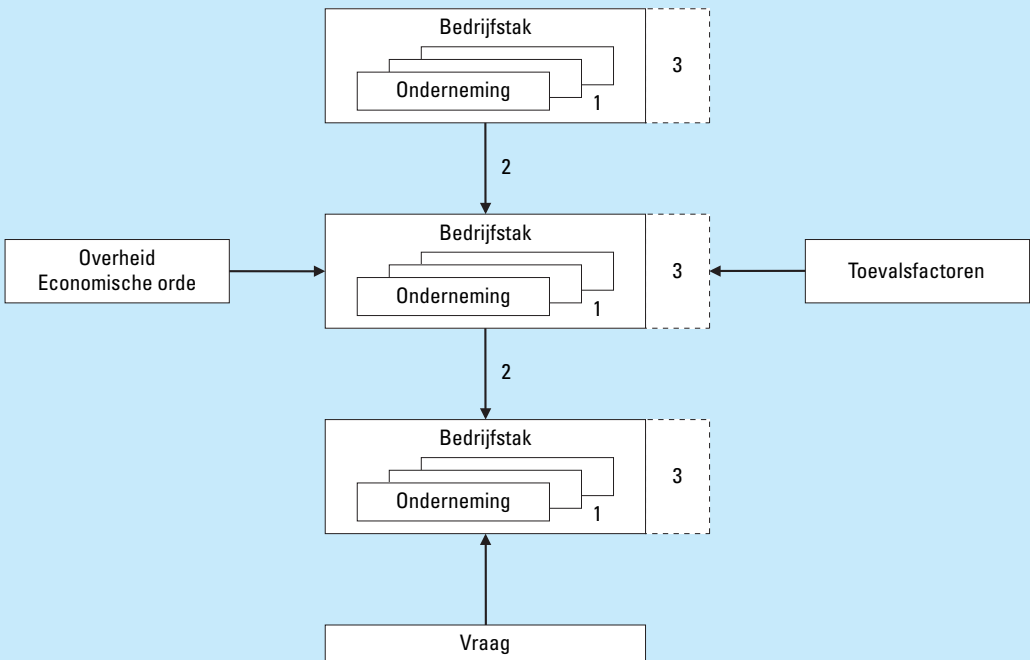 Bedrijfstak
3
Onderneming
1
2
Bedrijfstak
3
Overheid
Economische orde
Toevalsfactoren
Onderneming
1
2
Bedrijfstak
3
Onderneming
1
Vraag